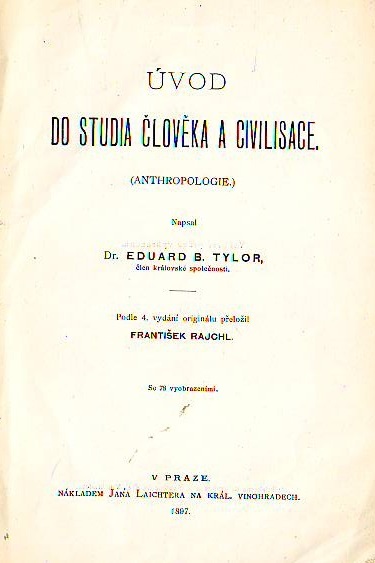 ÚVOD
DO STUDIA ČLOVĚKA A CIVILISACE.
(ANTHROPOLOGIE.)
Napsal
Dr. EDUARD B. TYLOR,
člen královské společnosti.
Podle 4. vydání originálu přeložil
FRANTIŠEK RAJCHL.
Se 78 vyobrazeními.
V PRAZE.
NÁKLADEM JANA LAICHTERA NA KRÁL. VINOHRADECH.
1897.